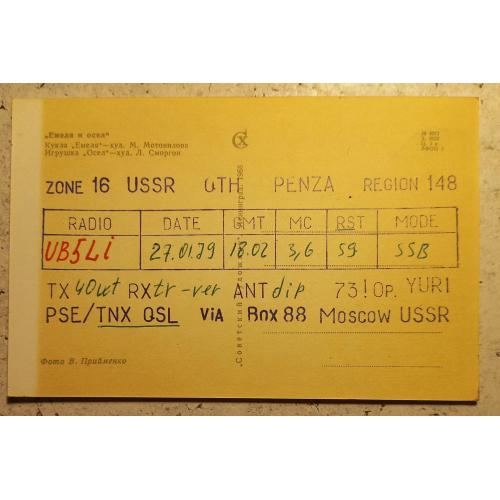 „Емеля и осел"
Кукла „Емеля"—худ. М. Мотовилова
Игрушка „Осел"—худ. Л. Сморгон
ZONE 16 USSR QTH PENZA REGION 148
RADIO DATE GMT MC RST MODE
UB5LI 27.01.79 18.02 3,6 59 SSB
TX 40Wt RX tr-ver ANT dip 73! OP. YURI
PSE/TNX QSL VIA BOX 88 MOSCOW USSR
Фото В. Прийменко